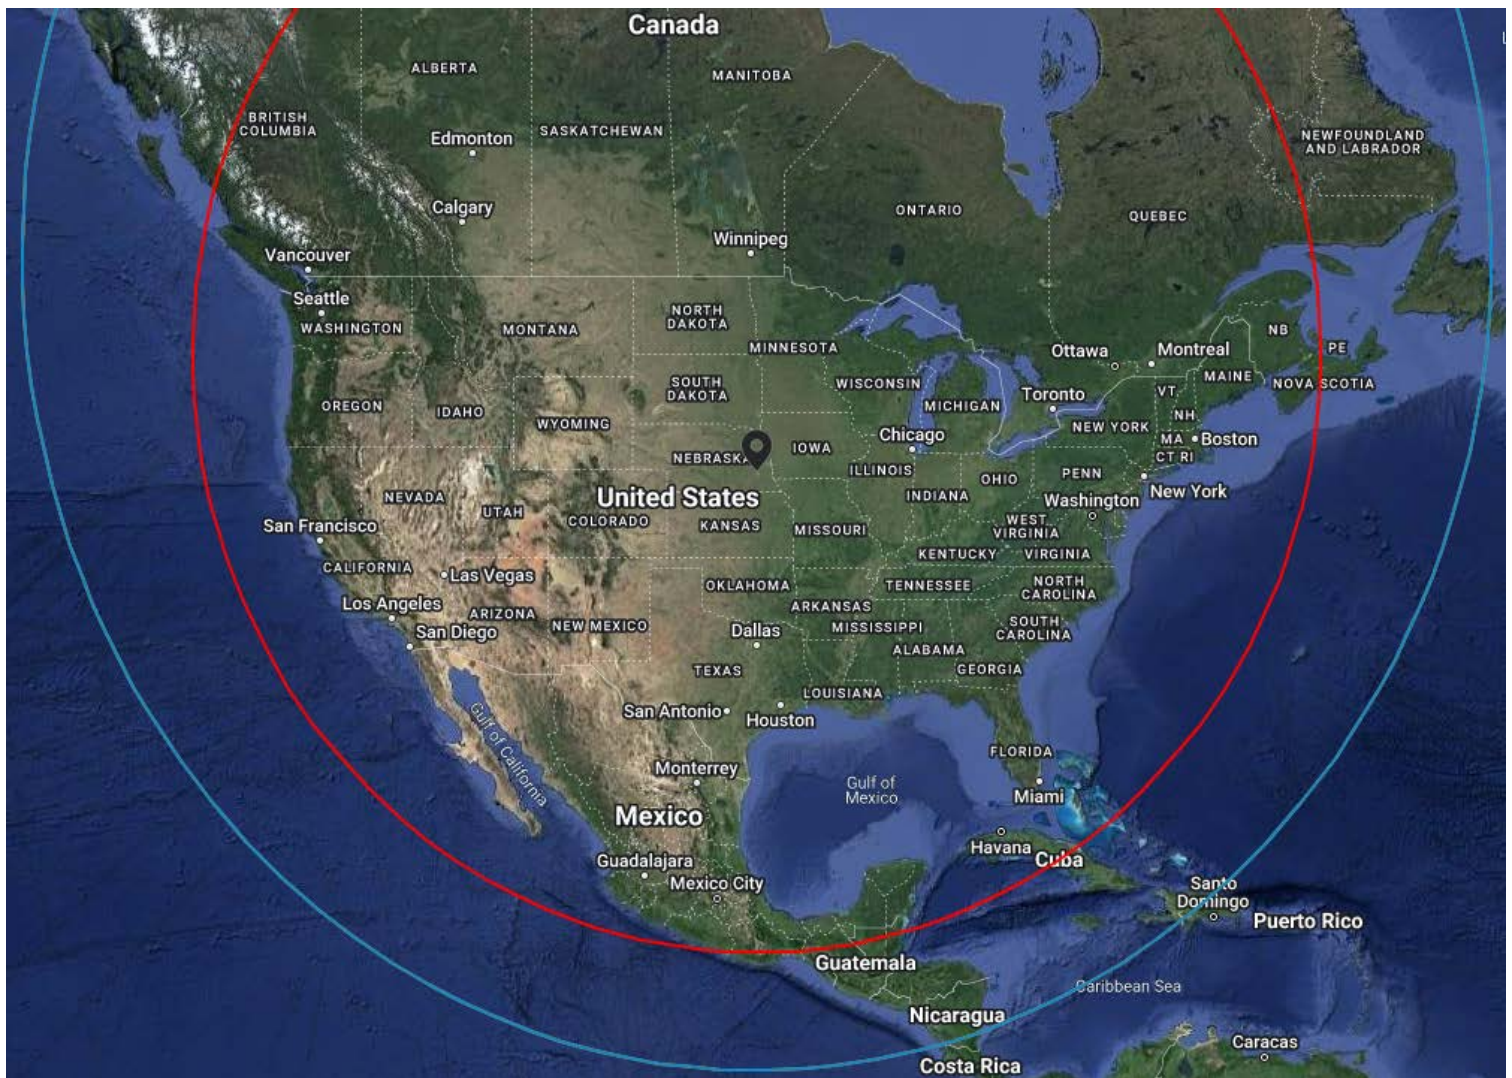 Canada
ALBERTA
MANITOBA
BRITISH
COLUMBIA
SASKATCHEWAN
Edmonton
NEWFOUNDLAND
AND LABRADOR
Calgary
ONTARIO
QUEBEC
Winnipeg
Vancouver
Seattle
WASHINGTON
MONTANA
NORTH
DAKOTA
MINNESOTA
Ottawa
Montreal
NB
PE
OREGON
IDAHO
WYOMING
SOUTH
DAKOTA
WISCONSIN
MICHIGAN
Toronto
VT
MAINE
NOVA SCOTIA
NH
NEW YORK
MA
Boston
CT RI
NEBRASKA
IOWA
Chicago
ILLINOIS
INDIANA
OHIO
PENN
New York
Washington
NEVADA
UTAH
COLORADO
United States
KANSAS
MISSOURI
WEST
VIRGINIA
KENTUCKY
VIRGINIA
San Francisco
CALIFORNIA
Las Vegas
OKLAHOMA
TENNESSEE
NORTH
CAROLINA
Los Angeles
ARIZONA
NEW MEXICO
ARKANSAS
MISSISSIPPI
SOUTH
CAROLINA
San Diego
Dallas
ALABAMA
TEXAS
GEORGIA
LOUISIANA
San Antonio
Houston
Gulf of California
FLORIDA
Monterrey
Gulf of
Mexico
Miami
Mexico
Havana
Cuba
Guadalajara
Mexico City
Santo
Domingo
Puerto Rico
Guatemala
Caribbean Sea
Nicaragua
Caracas
Costa Rica